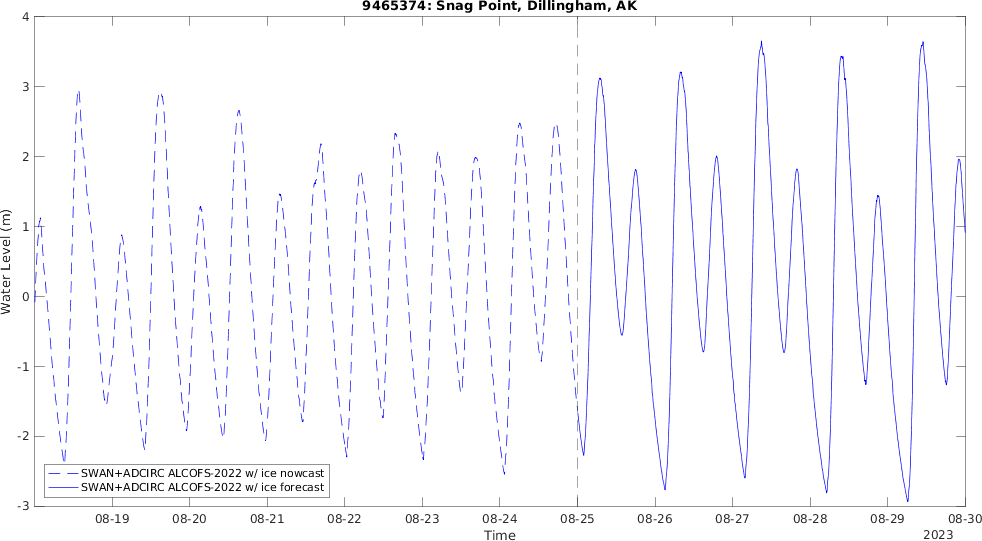 9465374: Snag Point, Dillingham, AK
4
3
2
1
0
-1
-2
-3
Water Level (m)
SWAN+ADCIRC ALCOFS-2022 w/ ice nowcast
SWAN+ADCIRC ALCOFS-2022 w/ ice forecast
08-19 08-20 08-21 08-22 08-23 08-24 08-25 08-26 08-27 08-28 08-29 08-30
Time
2023